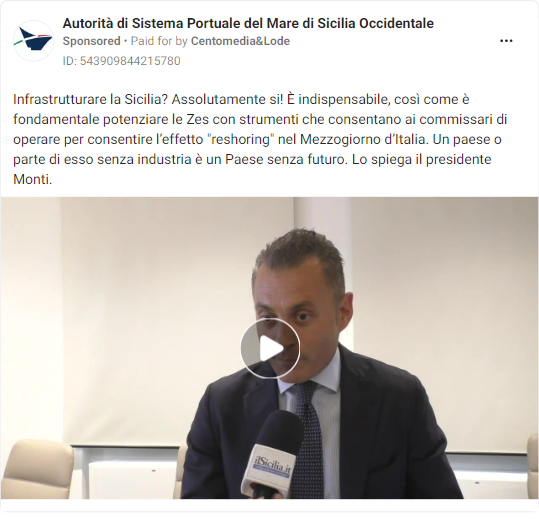 Autorità di Sistema Portuale del Mare di Sicilia Occidentale
Sponsored • Paid for by Centomedia&Lode
ID: 543909844215780
Infrastrutturare la Sicilia? Assolutamente si! È indispensabile, così come è
fondamentale potenziare le Zes con strumenti che consentano ai commissari di
operare per consentire l’effetto "reshoring" nel Mezzogiorno d’Italia. Un paese o
parte di esso senza industria è un Paese senza futuro. Lo spiega il presidente
Monti.
ilSicilia.it